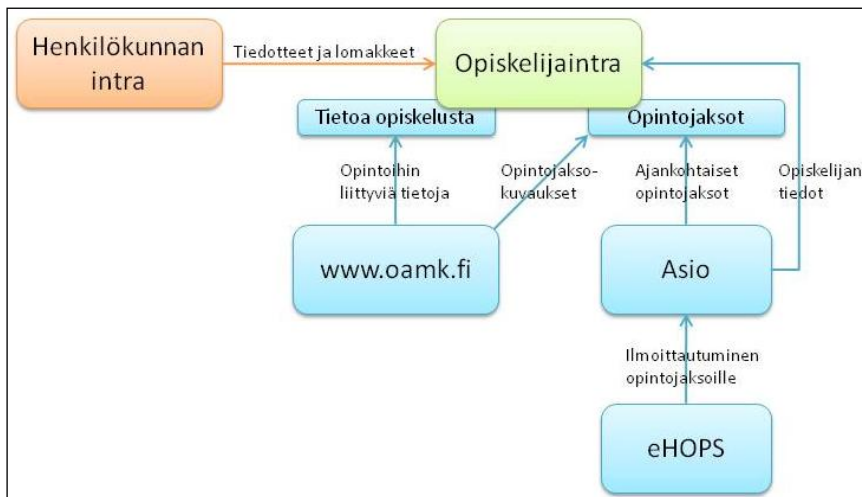 Henkilökunnan
intra
Tiedotteet ja lomakkeet
Opiskelijaintra
Tietoa opiskelusta
Opintojaksot
Opintoihin
liittyviä tietoja
Opintojakso-
kuvaukset
Ajankohtaiset
opintojaksot
Opiskelijan
tiedot
www.oamk.fi
Asio
Ilmoittautuminen
opintojaksoille
eHOPS